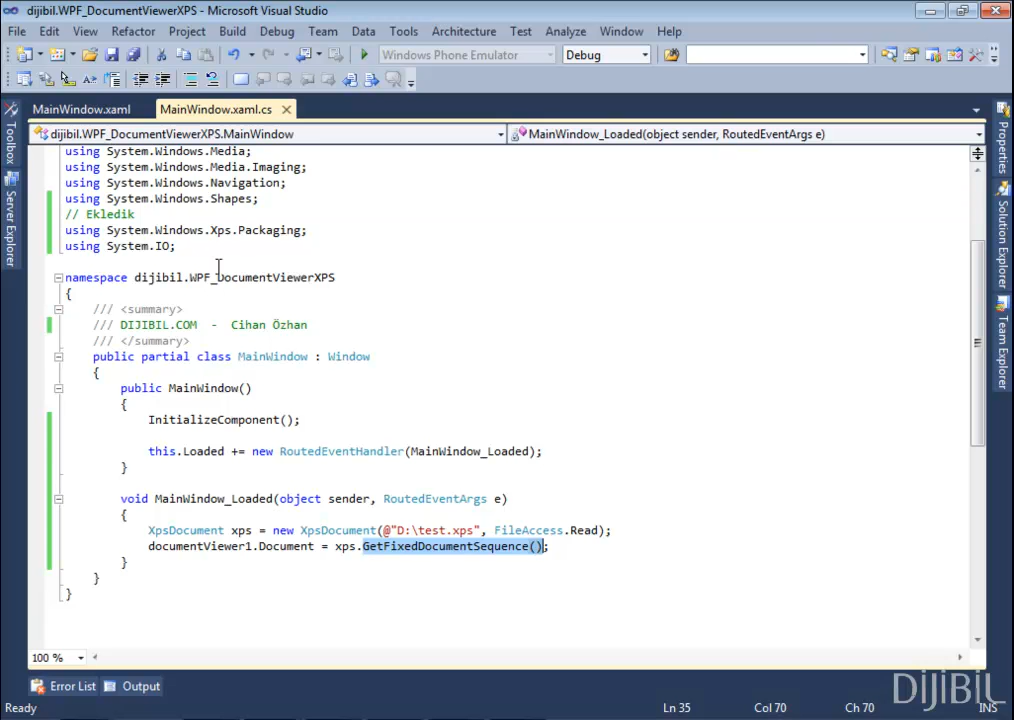 dijibil.WPF_DocumentViewerXPS - Microsoft Visual Studio
File Edit View Refactor Project Build Debug Team Data Tools Architecture Test Analyze Window Help
Windows Phone Emulator Debug
MainWindow.xaml MainWindow.xaml.cs
dijibil.WPF_DocumentViewerXPS.MainWindow MainWindow_Loaded(object sender, RoutedEventArgs e)
Toolbox
Server Explorer
Properties
Solution Explorer
Team Explorer
using System.Windows.Media;
using System.Windows.Media.Imaging;
using System.Windows.Navigation;
using System.Windows.Shapes;
// Ekledik
using System.Windows.Xps.Packaging;
using System.IO;
namespace dijibil.WPF_DocumentViewerXPS
{
/// <summary>
/// DIJIBIL.COM - Cihan Özhan
/// </summary>
public partial class MainWindow : Window
{
public MainWindow()
{
InitializeComponent();
this.Loaded += new RoutedEventHandler(MainWindow_Loaded);
}
void MainWindow_Loaded(object sender, RoutedEventArgs e)
{
XpsDocument xps = new XpsDocument(@"D:\test.xps", FileAccess.Read);
documentViewer1.Document = xps.GetFixedDocumentSequence();
}
}
}
100 %
Error List Output
DIJIBIL
Ready Ln 35 Col 70 Ch 70 INS